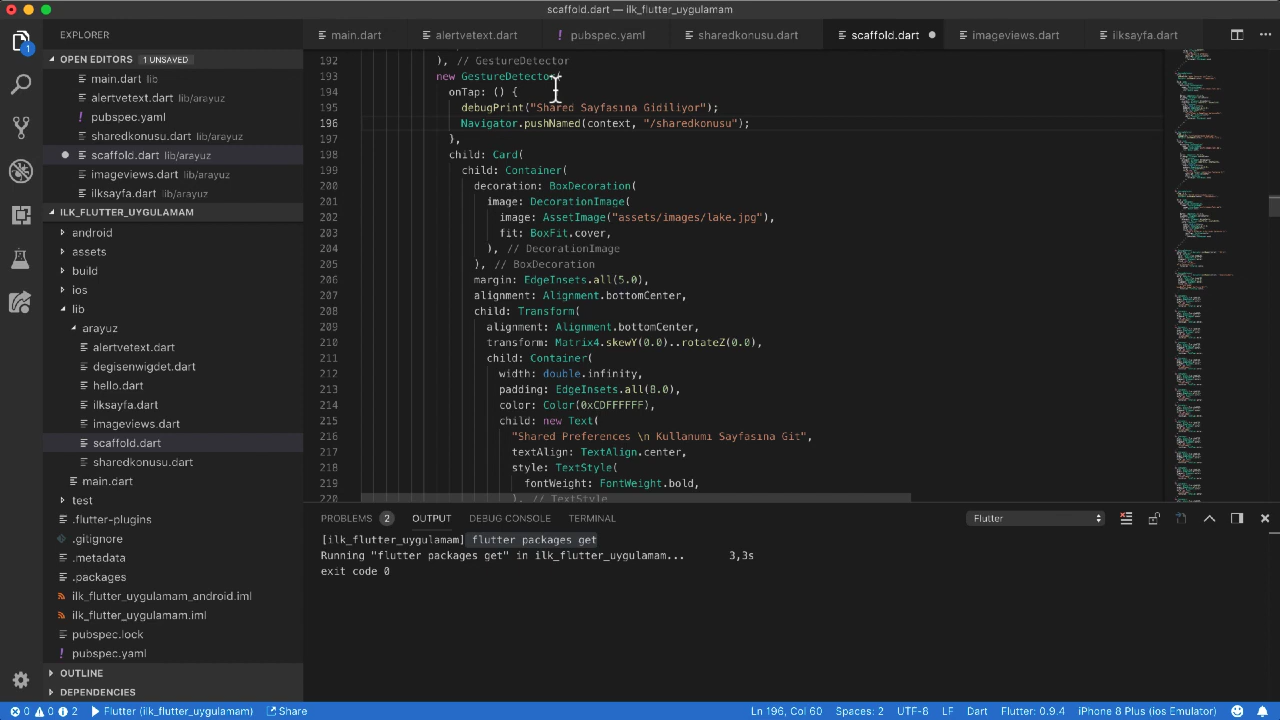 scaffold.dart — ilk_flutter_uygulamam
EXPLORER
OPEN EDITORS 1 UNSAVED
main.dart lib
alertvetext.dart lib/arayuz
! pubspec.yaml
sharedkonusu.dart lib/arayuz
scaffold.dart lib/arayuz
imageviews.dart lib/arayuz
ilksayfa.dart lib/arayuz
ILK_FLUTTER_UYGULAMAM
android
assets
build
ios
lib
arayuz
alertvetext.dart
degisenwigdet.dart
hello.dart
ilksayfa.dart
imageviews.dart
scaffold.dart
sharedkonusu.dart
main.dart
test
.flutter-plugins
.gitignore
.metadata
.packages
ilk_flutter_uygulamam_android.iml
ilk_flutter_uygulamam.iml
pubspec.lock
! pubspec.yaml
OUTLINE
DEPENDENCIES
1
main.dart alertvetext.dart ! pubspec.yaml sharedkonusu.dart scaffold.dart imageviews.dart ilksayfa.dart
192 ), // GestureDetector
193 new GestureDetector(
194 onTap: () {
195 debugPrint("Shared Sayfasına Gidiliyor");
196 Navigator.pushNamed(context, "/sharedkonusu");
197 },
198 child: Card(
199 child: Container(
200 decoration: BoxDecoration(
201 image: DecorationImage(
202 image: AssetImage("assets/images/lake.jpg"),
203 fit: BoxFit.cover,
204 ), // DecorationImage
205 ), // BoxDecoration
206 margin: EdgeInsets.all(5.0),
207 alignment: Alignment.bottomCenter,
208 child: Transform(
209 alignment: Alignment.bottomCenter,
210 transform: Matrix4.skewY(0.0)..rotateZ(0.0),
211 child: Container(
212 width: double.infinity,
213 padding: EdgeInsets.all(8.0),
214 color: Color(0xCDFFFFFF),
215 child: new Text(
216 "Shared Preferences \n Kullanumı Sayfasına Git",
217 textAlign: TextAlign.center,
218 style: TextStyle(
219 fontWeight: FontWeight.bold,
220 ), // TextStyle
PROBLEMS 2 OUTPUT DEBUG CONSOLE TERMINAL Flutter
[ilk_flutter_uygulamam] flutter packages get
Running "flutter packages get" in ilk_flutter_uygulamam... 3,3s
exit code 0
0 0 2 Flutter (ilk_flutter_uygulamam) Share Ln 196, Col 60 Spaces: 2 UTF-8 LF Dart Flutter: 0.9.4 iPhone 8 Plus (ios Emulator)